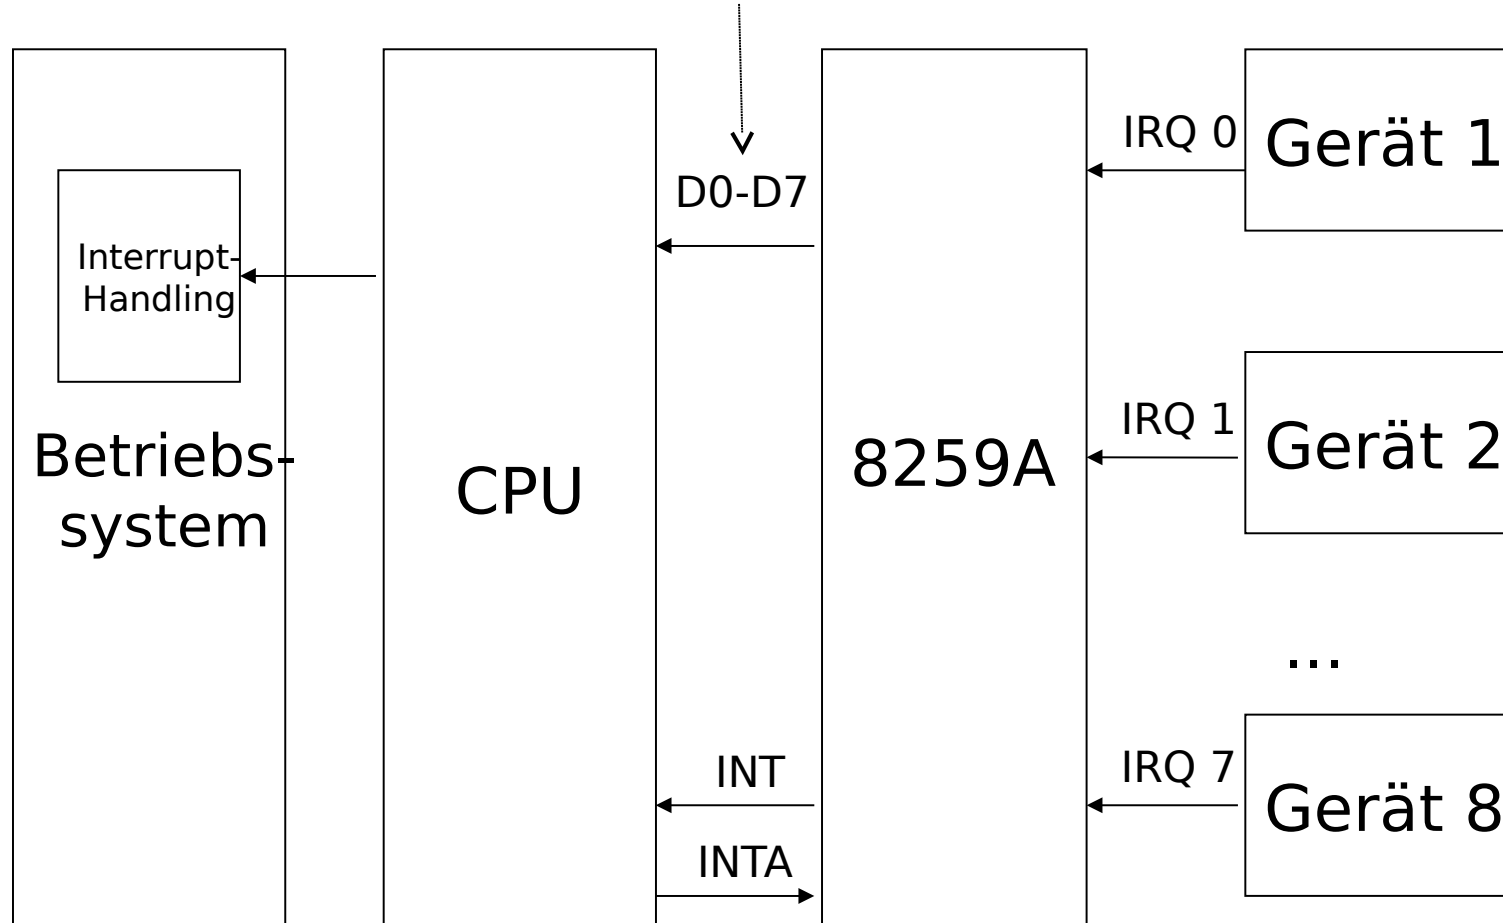 IRQ 0
Gerät 1
D0-D7
Interrupt-
Handling
IRQ 1
Gerät 2
Betriebs-
system
CPU
8259A
...
INT
IRQ 7
Gerät 8
INTA